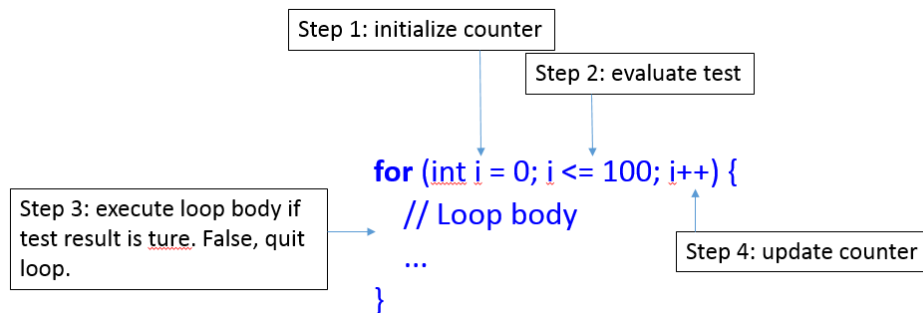 Step 1: initialize counter
Step 2: evaluate test
for (int i = 0; i <= 100; i++) {
Step 3: execute loop body if
test result is ture. False, quit
loop.
// Loop body
...
}
Step 4: update counter